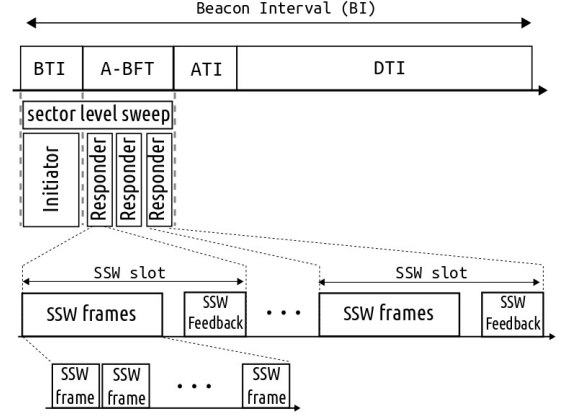 Beacon Interval (BI)
BTI A-BFT ATI DTI
sector level sweep
Initiator
Responder
Responder
Responder
SSW slot SSW slot
SSW frames
SSW
Feedback
• • •
SSW frames
SSW
Feedback
SSW
frame
SSW
frame
• • •
SSW
frame